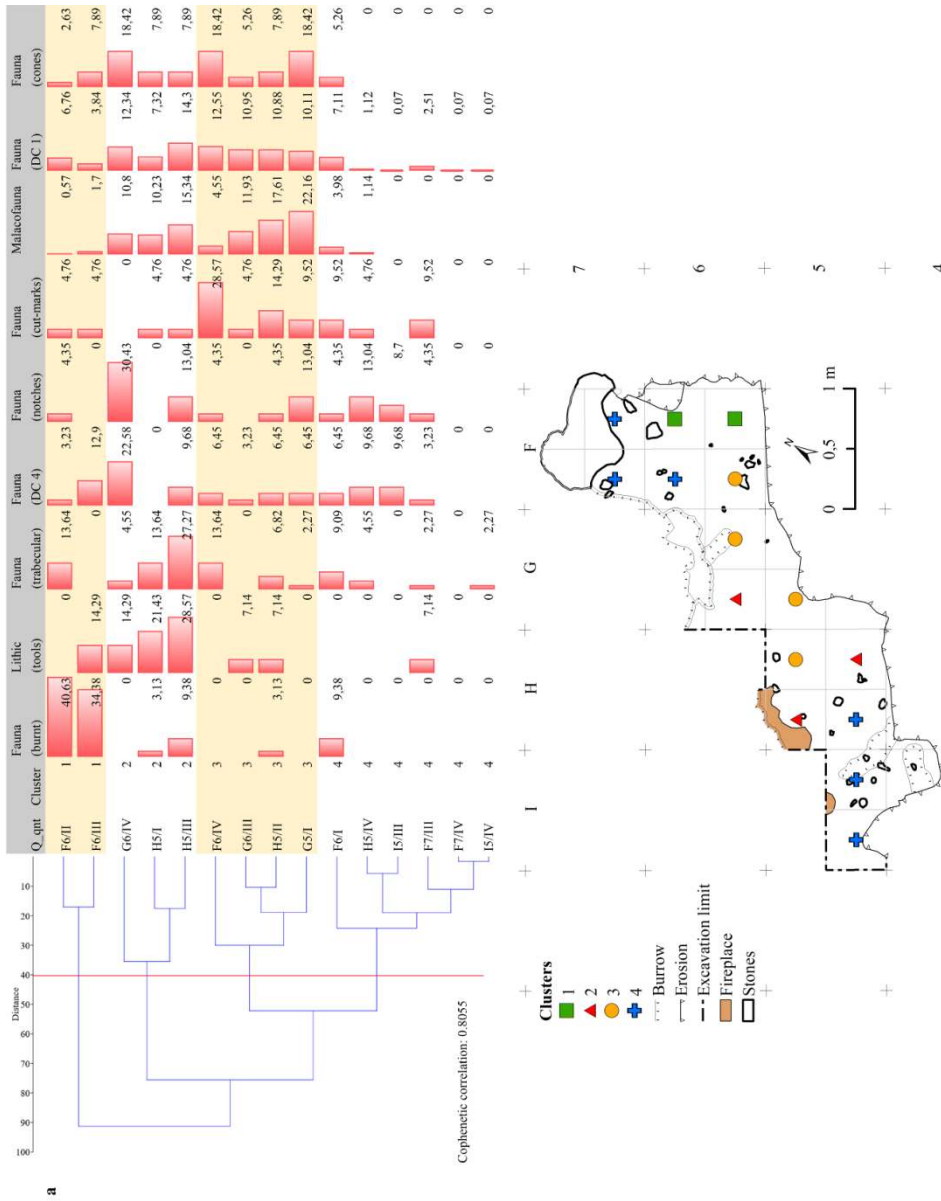 a
Distance
10
20
30
40
50
60
70
80
90
100
Cophenetic correlation: 0.8055
Q_qnt Cluster Fauna (burnt) Lithic (tools) Fauna (trabecular) Fauna (DC 4) Fauna (notches) Fauna (cut-marks) Malacofauna Fauna (DC 1) Fauna (cones)
F6/II 1 40,63 0 13,64 3,23 4,35 4,76 0,57 6,76 2,63
F6/III 1 34,38 14,29 0 12,9 0 4,76 1,7 3,84 7,89
G6/IV 2 0 14,29 4,55 22,58 30,43 0 10,8 12,34 18,42
H5/I 2 3,13 21,43 13,64 0 0 4,76 10,23 7,32 7,89
H5/III 2 9,38 28,57 27,27 9,68 13,04 4,76 15,34 14,3 7,89
F6/IV 3 0 0 13,64 6,45 4,35 28,57 4,55 12,55 18,42
G6/III 3 0 7,14 0 3,23 0 4,76 11,93 10,95 5,26
H5/II 3 3,13 7,14 6,82 6,45 4,35 14,29 17,61 10,88 7,89
G5/I 3 0 0 2,27 6,45 13,04 9,52 22,16 10,11 18,42
F6/I 4 9,38 0 9,09 6,45 4,35 9,52 3,98 7,11 5,26
H5/IV 4 0 0 4,55 9,68 13,04 4,76 1,14 1,12 0
I5/III 4 0 0 0 9,68 8,7 0 0 0,07 0
F7/III 4 0 7,14 2,27 3,23 4,35 9,52 0 2,51 0
F7/IV 4 0 0 0 0 0 0 0 0,07 0
I5/IV 4 0 0 2,27 0 0 0 0 0,07 0
Clusters
1
2
3
4
Burrow
Erosion
Excavation limit
Fireplace
Stones
I
H
G
F
7
6
5
4
N
0 0,5 1 m